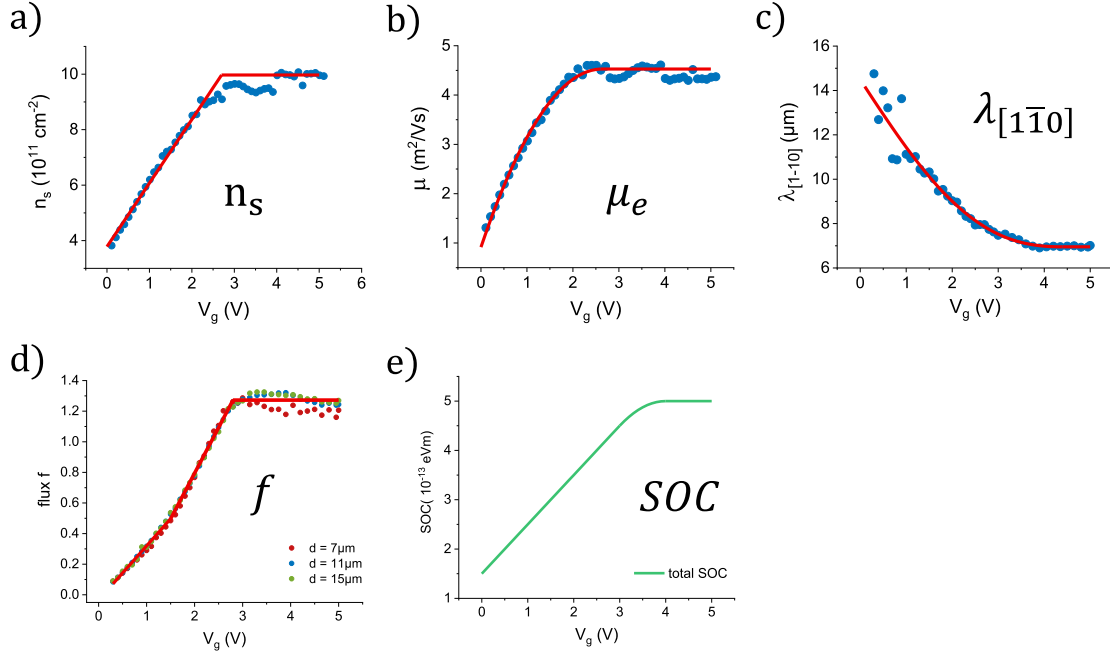 a)
n_s (10^11 cm^-2)
10
8
6
4
n_s
0 1 2 3 4 5 6
V_g (V)
b)
μ (m²/Vs)
5
4
3
2
1
μ_e
0 1 2 3 4 5
V_g (V)
c)
λ_[1-10] (μm)
16
14
12
10
8
6
λ_[11̅0]
0 1 2 3 4 5
V_g (V)
d)
flux f
1.4
1.2
1.0
0.8
0.6
0.4
0.2
0.0
f
d = 7μm
d = 11μm
d = 15μm
0 1 2 3 4 5
V_g (V)
e)
SOC( 10^-13 eVm)
5
4
3
2
1
SOC
total SOC
0 1 2 3 4 5
V_g (V)